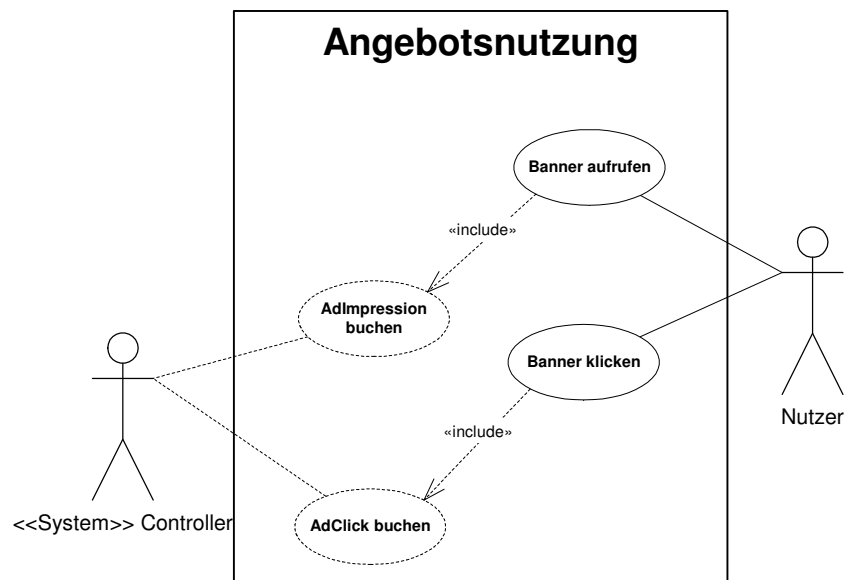 Angebotsnutzung
Banner aufrufen
«include»
AdImpression
buchen
Banner klicken
Nutzer
«include»
<<System>> Controller
AdClick buchen